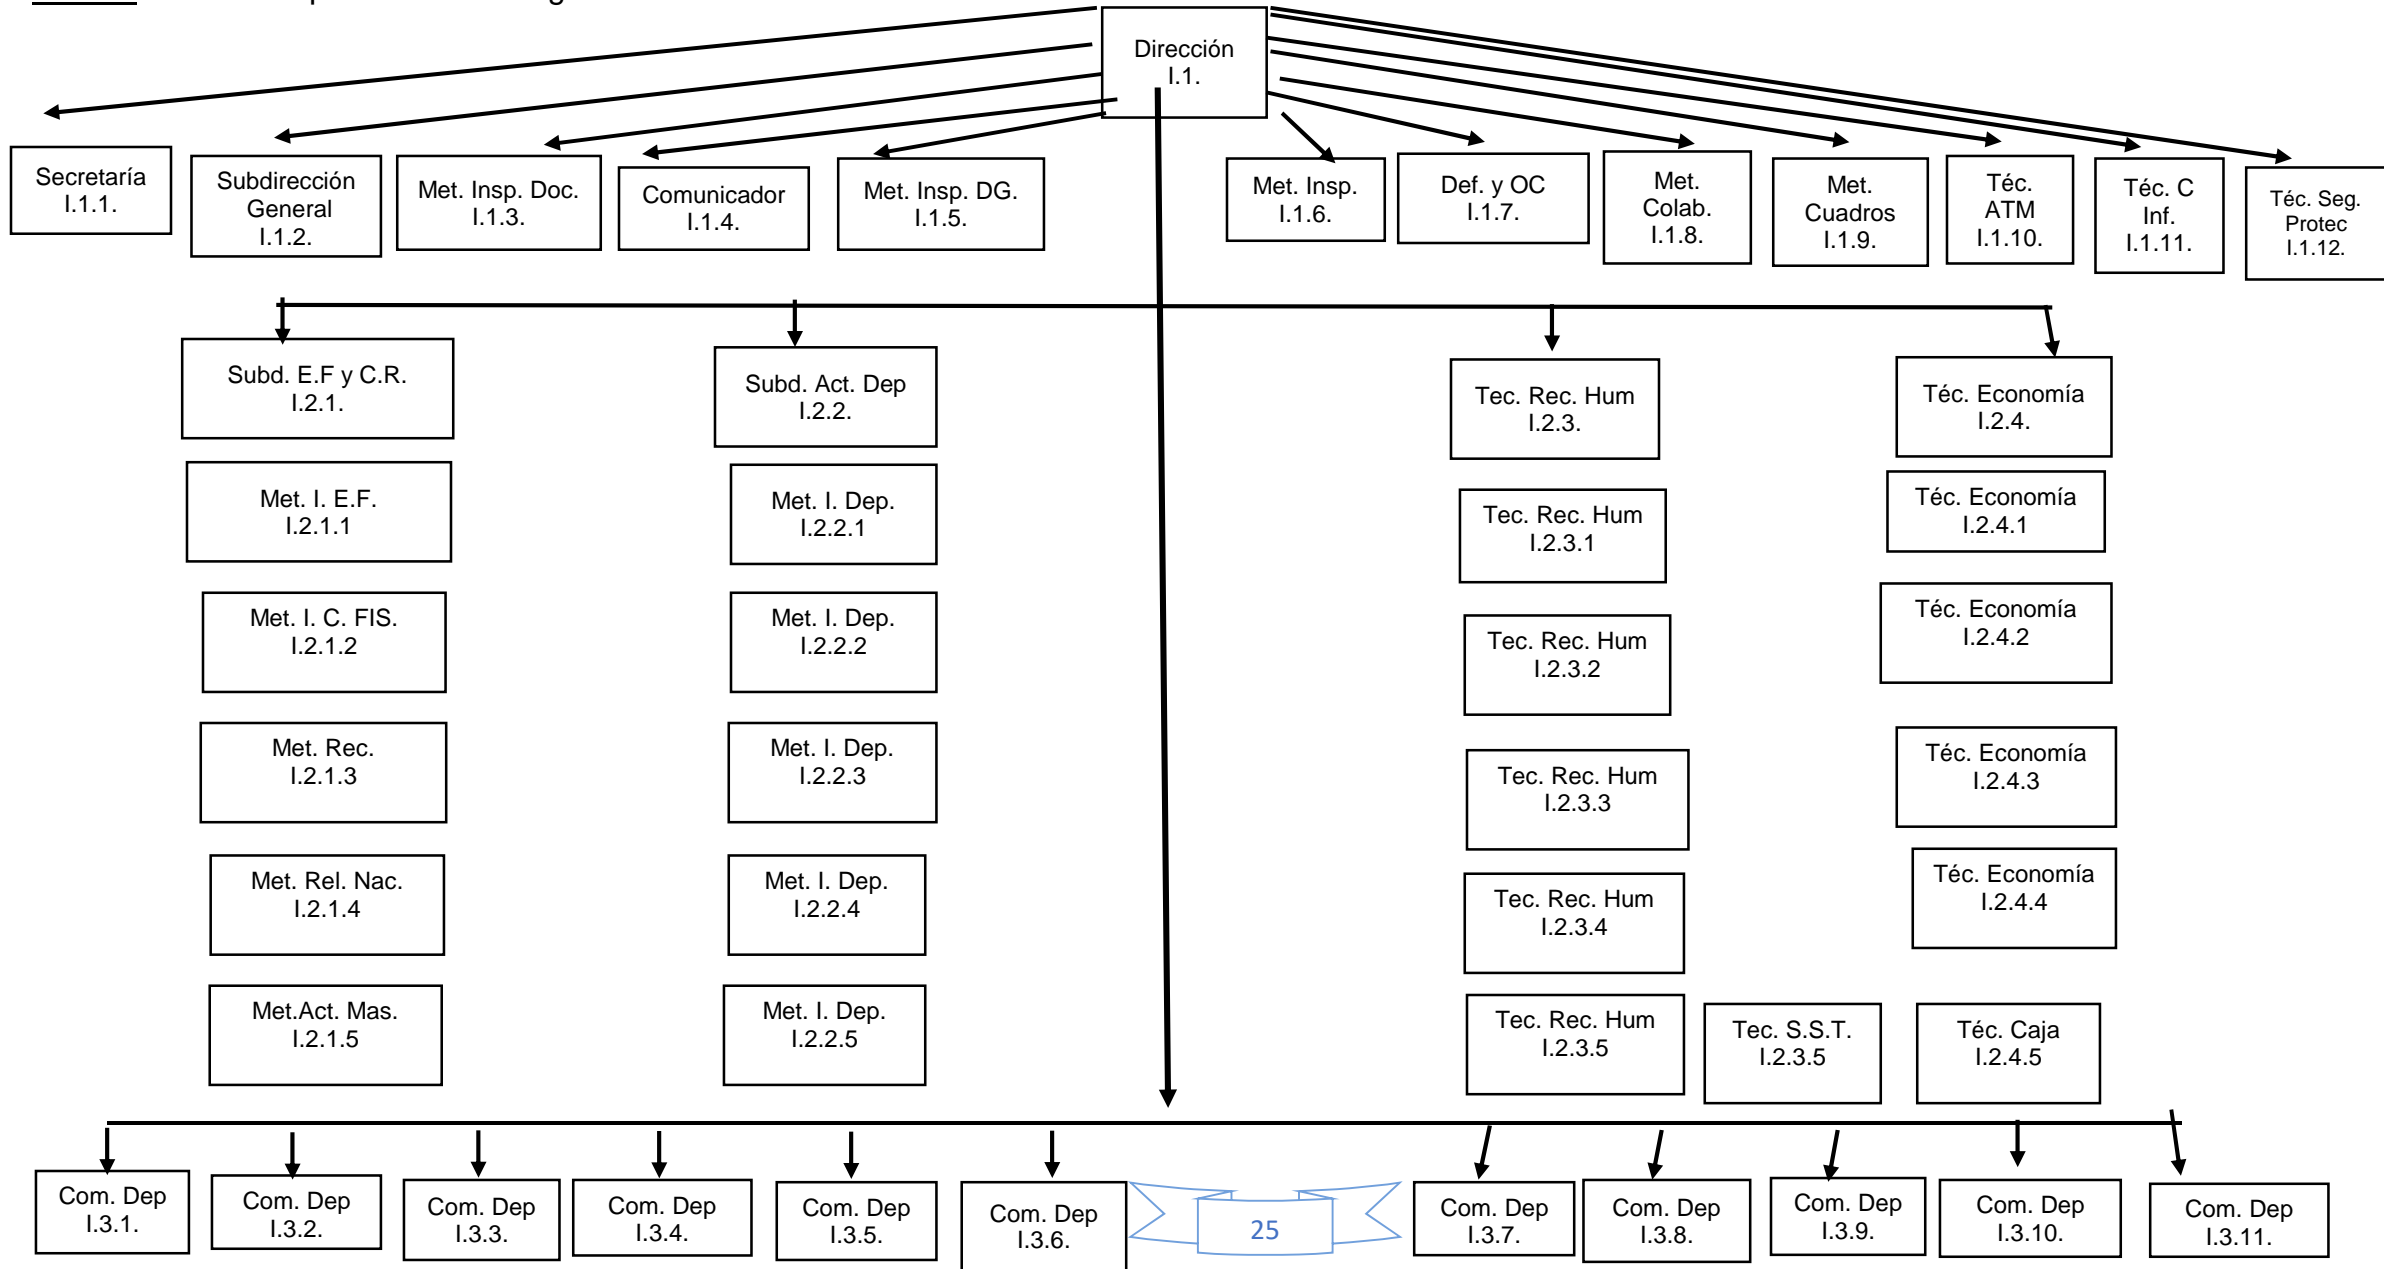 Dirección
I.1.
Secretaría
I.1.1.
Subdirección
General
I.1.2.
Met. Insp. Doc.
I.1.3.
Comunicador
I.1.4.
Met. Insp. DG.
I.1.5.
Met. Insp.
I.1.6.
Def. y OC
I.1.7.
Met.
Colab.
I.1.8.
Met.
Cuadros
I.1.9.
Téc.
ATM
I.1.10.
Téc. C
Inf.
I.1.11.
Téc. Seg.
Protec
I.1.12.
Subd. E.F y C.R.
I.2.1.
Subd. Act. Dep
I.2.2.
Tec. Rec. Hum
I.2.3.
Téc. Economía
I.2.4.
Met. I. E.F.
I.2.1.1
Met. I. Dep.
I.2.2.1
Tec. Rec. Hum
I.2.3.1
Téc. Economía
I.2.4.1
Met. I. C. FIS.
I.2.1.2
Met. I. Dep.
I.2.2.2
Tec. Rec. Hum
I.2.3.2
Téc. Economía
I.2.4.2
Met. Rec.
I.2.1.3
Met. I. Dep.
I.2.2.3
Tec. Rec. Hum
I.2.3.3
Téc. Economía
I.2.4.3
Met. Rel. Nac.
I.2.1.4
Met. I. Dep.
I.2.2.4
Tec. Rec. Hum
I.2.3.4
Téc. Economía
I.2.4.4
Met.Act. Mas.
I.2.1.5
Met. I. Dep.
I.2.2.5
Tec. Rec. Hum
I.2.3.5
Tec. S.S.T.
I.2.3.5
Téc. Caja
I.2.4.5
Com. Dep
I.3.1.
Com. Dep
I.3.2.
Com. Dep
I.3.3.
Com. Dep
I.3.4.
Com. Dep
I.3.5.
Com. Dep
I.3.6.
25
Com. Dep
I.3.7.
Com. Dep
I.3.8.
Com. Dep
I.3.9.
Com. Dep
I.3.10.
Com. Dep
I.3.11.